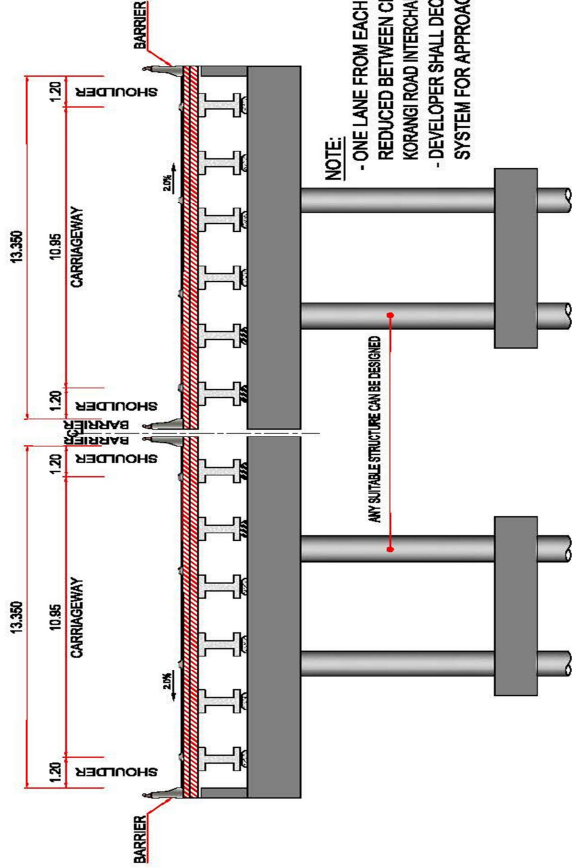 13.350
13.350
1.20
10.95
1.20
1.20
10.95
1.20
SHOULDER
CARRIAGEWAY
SHOULDER
BARRIER
BARRIER
SHOULDER
CARRIAGEWAY
SHOULDER
BARRIER
BARRIER
2.0%
2.0%
ANY SUITABLE STRUCTURE CAN BE DESIGNED
NOTE:
- ONE LANE FROM EACH
REDUCED BETWEEN
KORANGI ROAD INTERCHA
- DEVELOPER SHALL DEC
SYSTEM FOR APPROAC